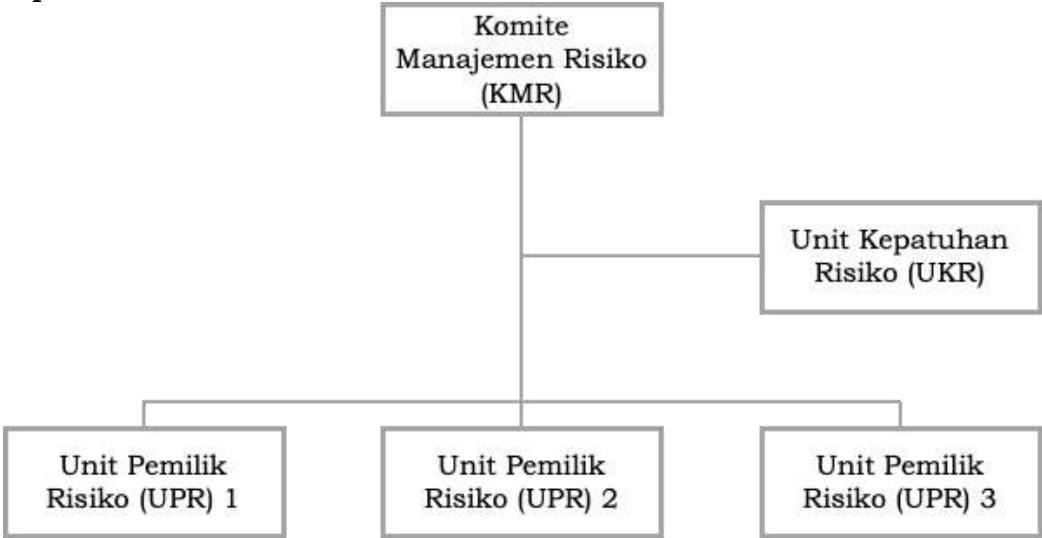 Komite
Manajemen Risiko
(KMR)
Unit Kepatuhan
Risiko (UKR)
Unit Pemilik
Risiko (UPR) 1
Unit Pemilik
Risiko (UPR) 2
Unit Pemilik
Risiko (UPR) 3